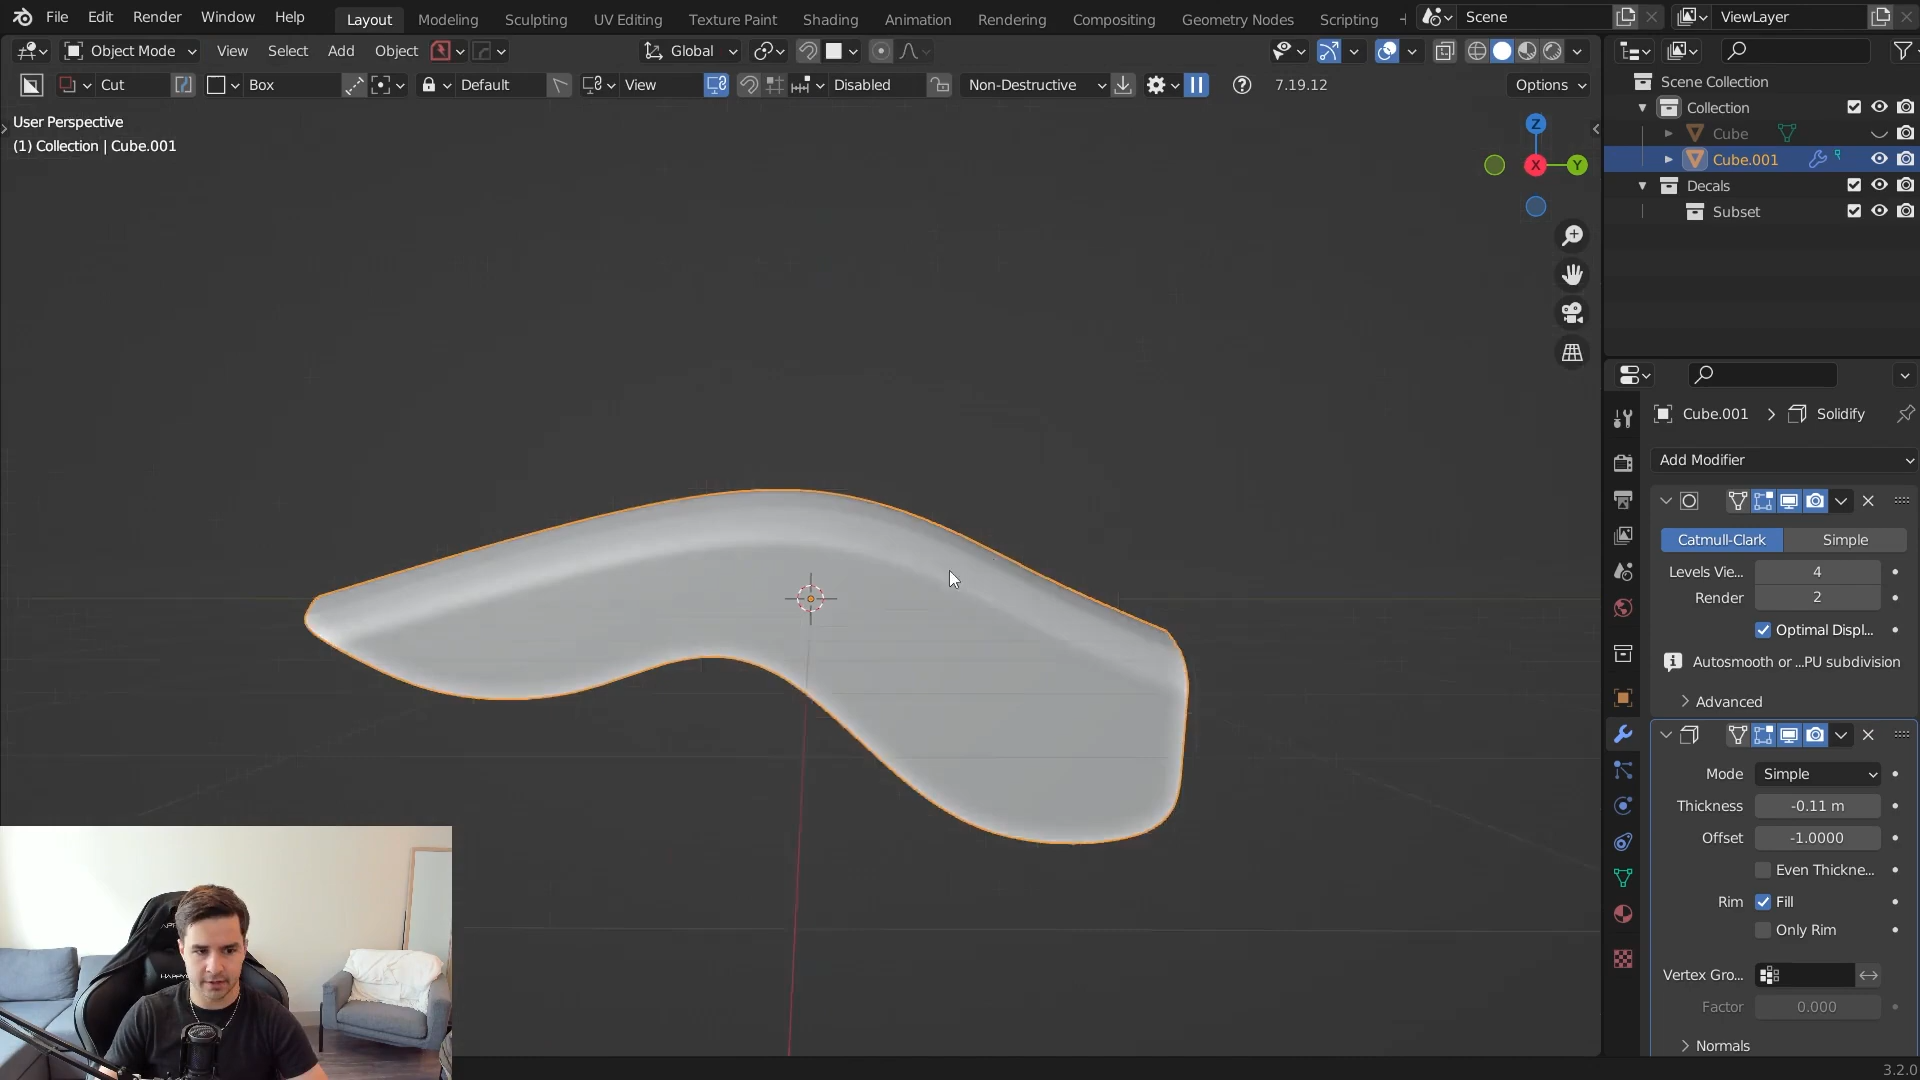 File Edit Render Window Help Layout Modeling Sculpting UV Editing Texture Paint Shading Animation Rendering Compositing Geometry Nodes Scripting + Scene ViewLayer
Object Mode View Select Add Object Global
Cut Box Default View Disabled Non-Destructive 7.19.12 Options
User Perspective
(1) Collection | Cube.001
Z
X
Y
Scene Collection
Collection
Cube
Cube.001
Decals
Subset
Cube.001 > Solidify
Add Modifier
Catmull-Clark Simple
Levels Vie... 4
Render 2
Optimal Displ...
Autosmooth or ...PU subdivision
Advanced
Mode Simple
Thickness -0.11 m
Offset -1.0000
Even Thickne...
Rim Fill
Only Rim
Vertex Gro...
Factor 0.000
Normals
3.2.0